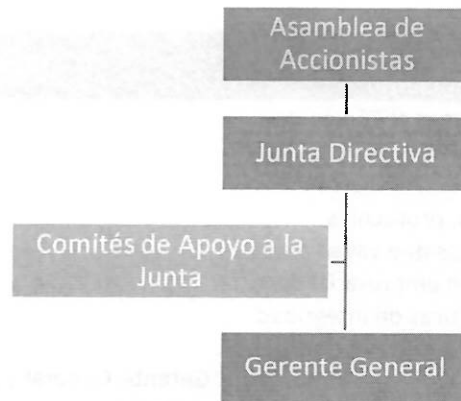 Asamblea de
Accionistas
Junta Directiva
Comités de Apoyo a la
Junta
Gerente General